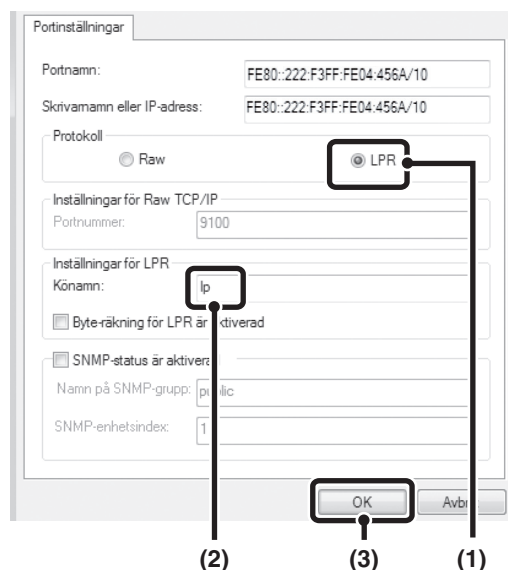 Portinställningar
Portnamn: FE80::222:F3FF:FE04:456A/10
Skrivarnamn eller IP-adress: FE80::222:F3FF:FE04:456A/10
Protokoll
Raw LPR
Inställningar för Raw TCP/IP
Portnummer: 9100
Inställningar för LPR
Könamn: lp
Byte-räkning för LPR är aktiverad
SNMP-status är aktiverad
Namn på SNMP-grupp: public
SNMP-enhetsindex: 1
OK
(2) (3) (1)